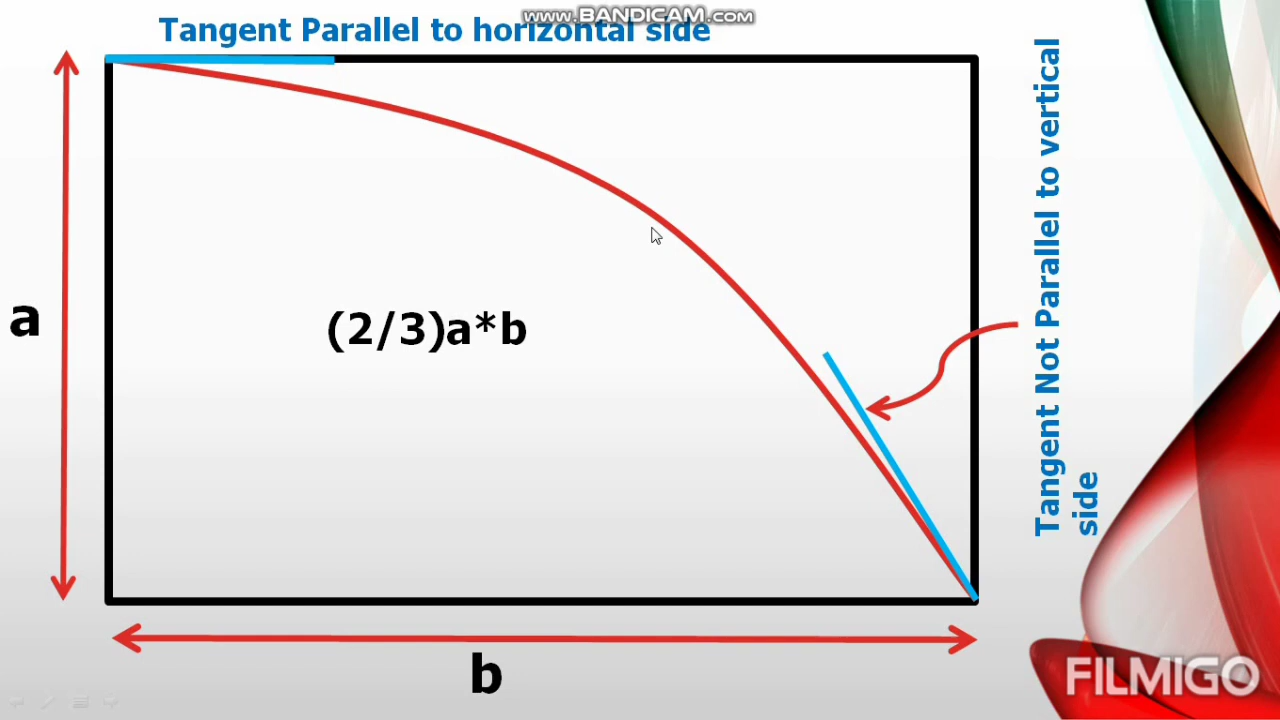 WWW.BANDICAM.COM
Tangent Parallel to horizontal side
Tangent Not Parallel to vertical
side
a
(2/3)a*b
b
FILMIGO